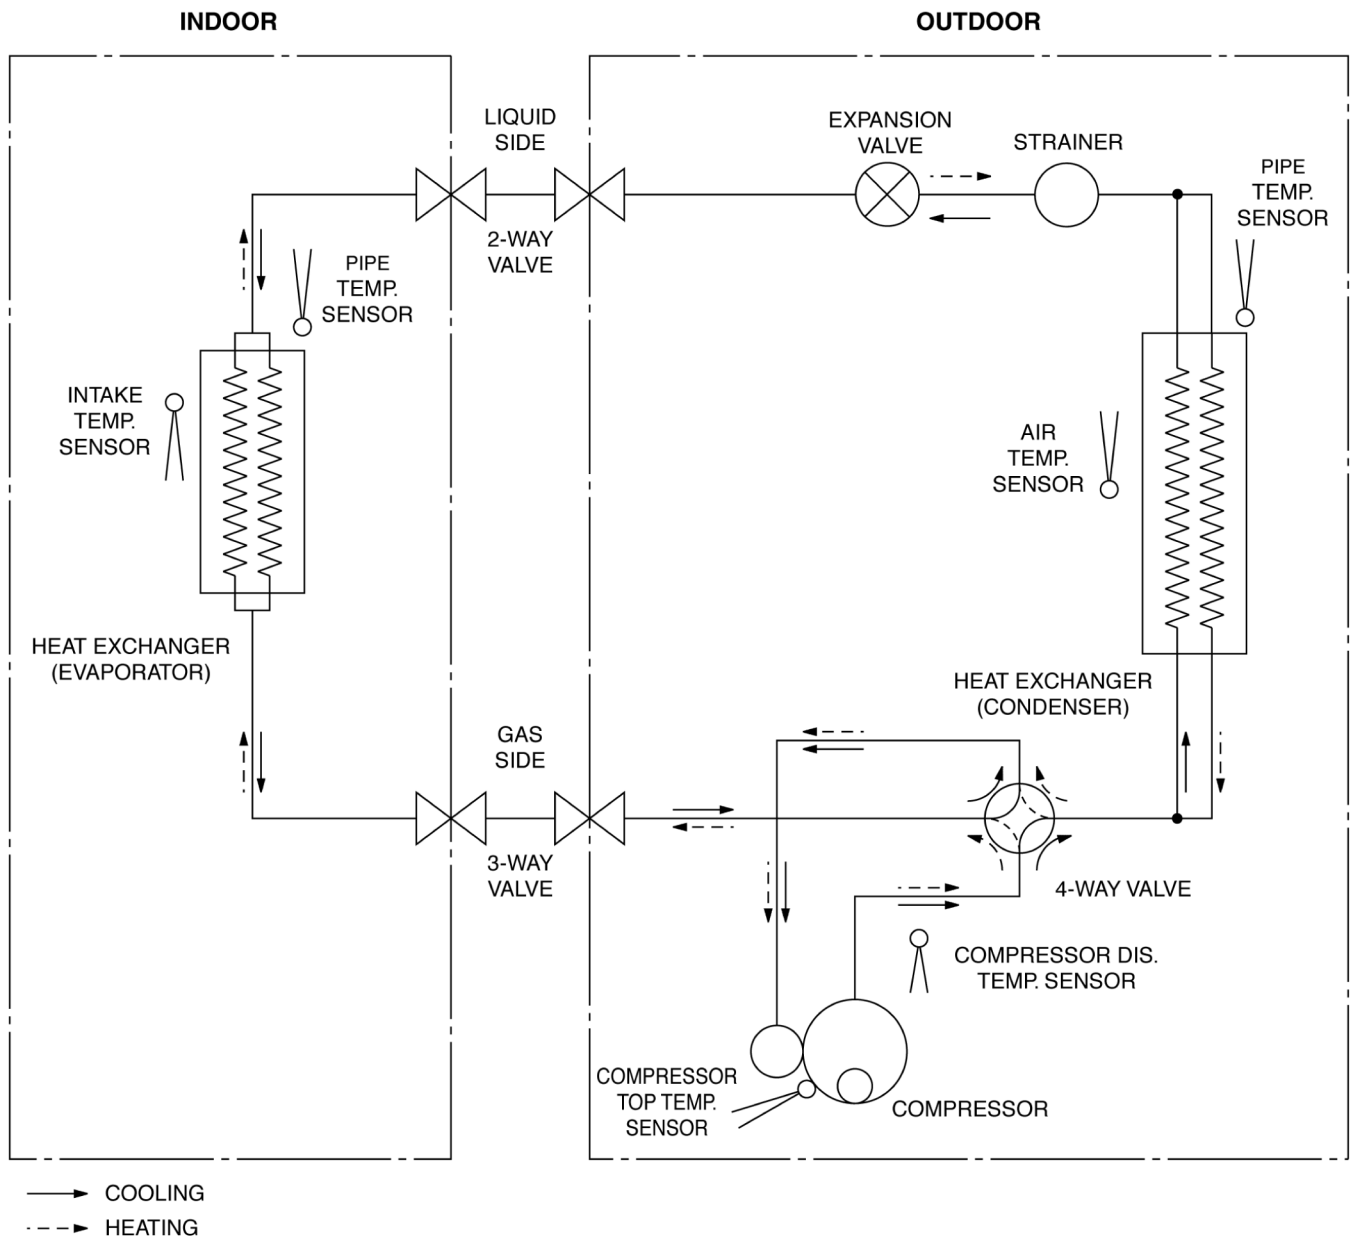 INDOOR
OUTDOOR
LIQUID
SIDE
2-WAY
VALVE
EXPANSION
VALVE
STRAINER
PIPE
TEMP.
SENSOR
PIPE
TEMP.
SENSOR
INTAKE
TEMP.
SENSOR
AIR
TEMP.
SENSOR
HEAT EXCHANGER
(EVAPORATOR)
HEAT EXCHANGER
(CONDENSER)
GAS
SIDE
3-WAY
VALVE
4-WAY VALVE
COMPRESSOR DIS.
TEMP. SENSOR
COMPRESSOR
TOP TEMP.
SENSOR
COMPRESSOR
COOLING
HEATING